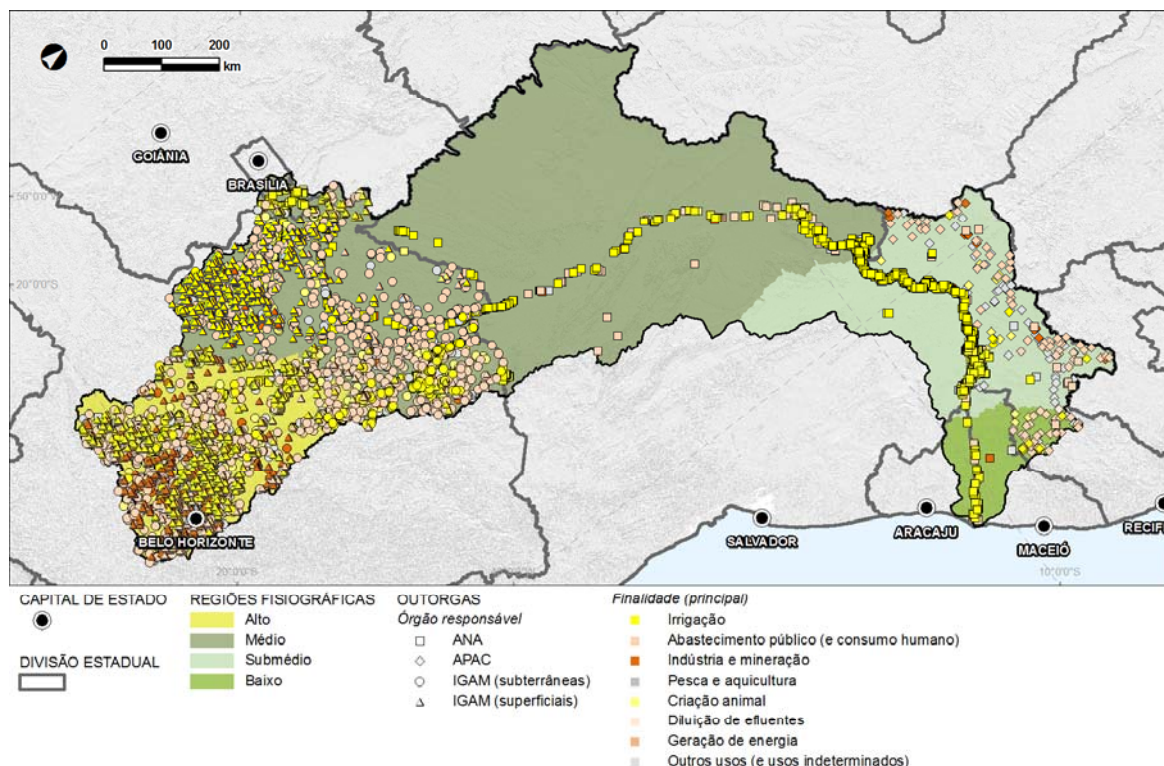 0 100 200
km
GOIÂNIA
BRASÍLIA
50°0'0"S
20°0'0"S
BELO HORIZONTE
SALVADOR
ARACAJU
MACEIÓ
RECIF
20°0'0"S
10°0'0"S
CAPITAL DE ESTADO
DIVISÃO ESTADUAL
REGIÕES FISIOGRÁFICAS
Alto
Médio
Submédio
Baixo
OUTORGAS
Órgão responsável
ANA
APAC
IGAM (subterrâneas)
IGAM (superficiais)
Finalidade (principal)
Irrigação
Abastecimento público (e consumo humano)
Indústria e mineração
Pesca e aquicultura
Criação animal
Diluição de efluentes
Geração de energia
Outros usos (e usos indeterminados)